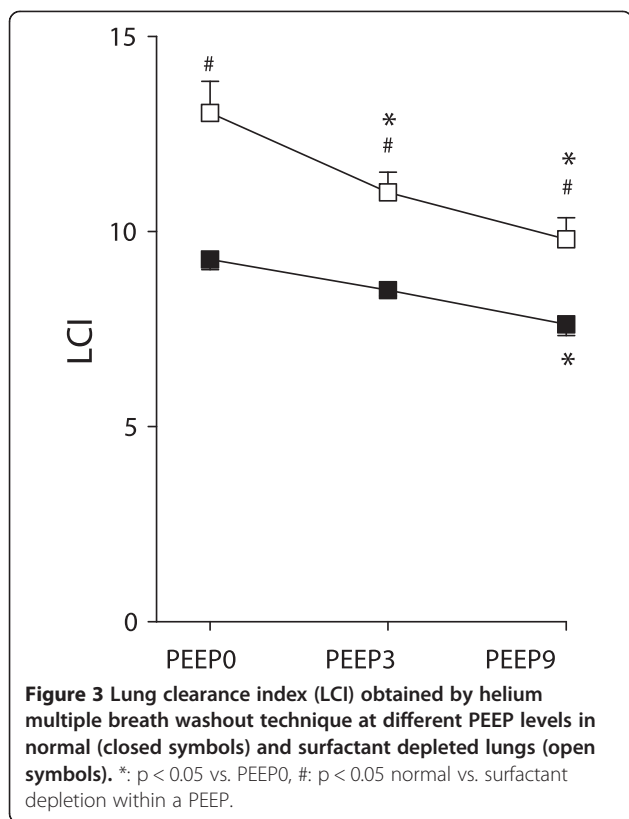 15
#
*
#
*
#
10
LCI
*
5
0
PEEP0 PEEP3 PEEP9
Figure 3 Lung clearance index (LCI) obtained by helium
multiple breath washout technique at different PEEP levels in
normal (closed symbols) and surfactant depleted lungs (open
symbols). *: p < 0.05 vs. PEEP0, #: p < 0.05 normal vs. surfactant
depletion within a PEEP.